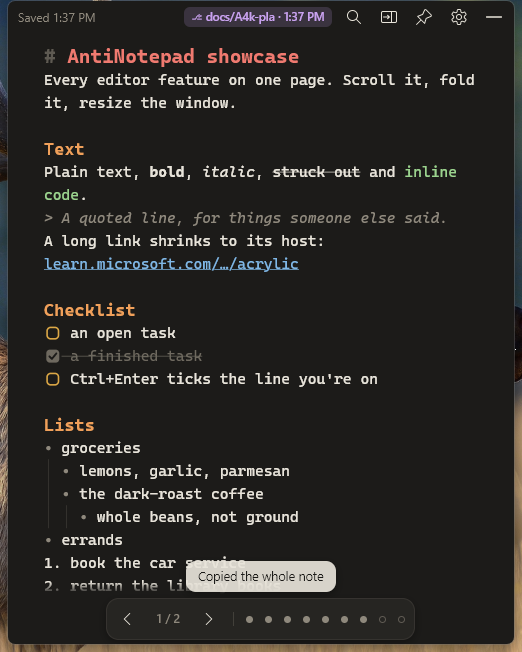 Saved 1:37 PM
docs/A4k-pla · 1:37 PM
# AntiNotepad showcase
Every editor feature on one page. Scroll it, fold
it, resize the window.
Text
Plain text, bold, italic, struck out and inline
code.
> A quoted line, for things someone else said.
A long link shrinks to its host:
learn.microsoft.com/…/acrylic
Checklist
an open task
a finished task
Ctrl+Enter ticks the line you're on
Lists
• groceries
• lemons, garlic, parmesan
• the dark-roast coffee
• whole beans, not ground
• errands
1. book the car service
Copied the whole note
2. return the library books
1 / 2